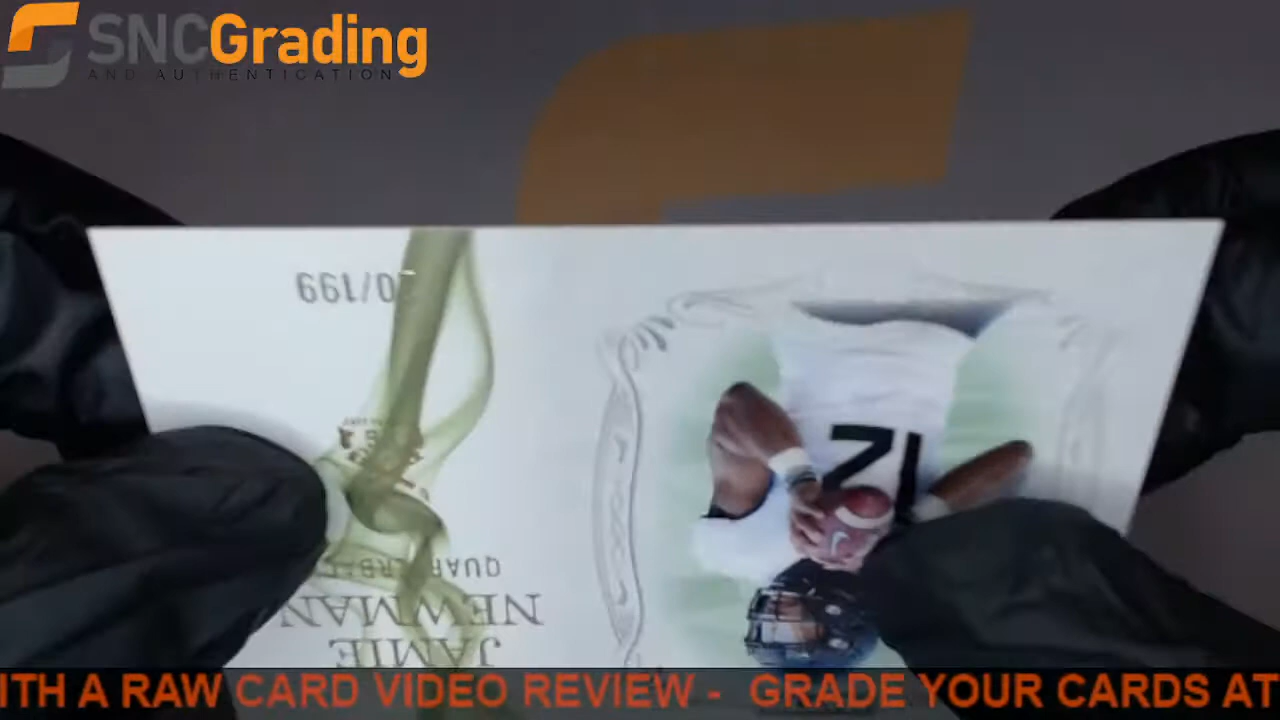 SNCGrading
AND AUTHENTICATION
/199
12
QUARTERBACK
NEWMAN
JAMIE
ITH A RAW CARD VIDEO REVIEW - GRADE YOUR CARDS AT